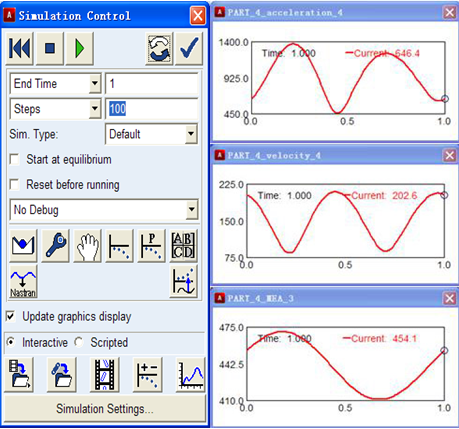 Simulation Control
End Time 1
Steps 100
Sim. Type: Default
Start at equilibrium
Reset before running
No Debug
P
A B
C D
Nastran
Update graphics display
Interactive Scripted
Simulation Settings...
PART_4_acceleration_4
1400.0
Time: 1.000 Current: 646.4
925.0
450.0
0.0 0.5 1.0
PART_4_velocity_4
225.0
Time: 1.000 Current: 202.6
150.0
75.0
0.0 0.5 1.0
PART_4_MEA_3
475.0
Time: 1.000 Current: 454.1
442.5
410.0
0.0 0.5 1.0